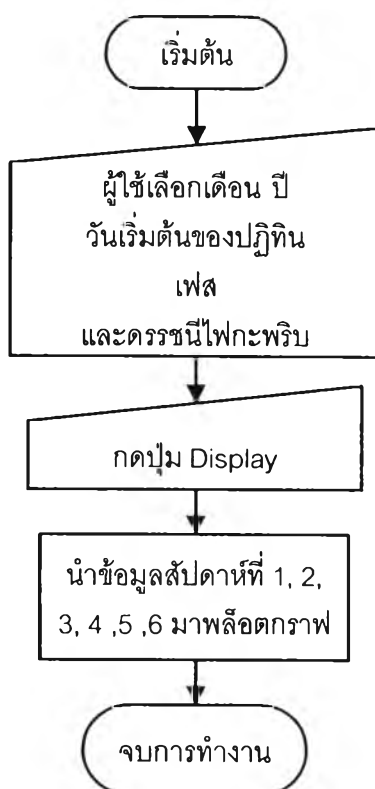 เริ่มต้น
ผู้ใช้เลือกเดือน ปี
วันเริ่มต้นของปฏิทิน
เฟส
และดรรชนีไฟกะพริบ
กดปุ่ม Display
นำข้อมูลสัปดาห์ที่ 1, 2,
3, 4 ,5 ,6 มาพล็อตกราฟ
จบการทำงาน